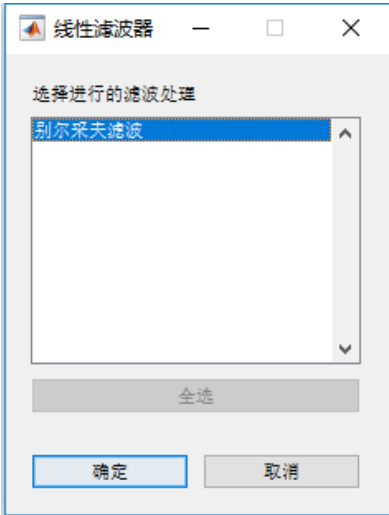 线性滤波器
选择进行的滤波处理
别尔采夫滤波
全选
确定
取消